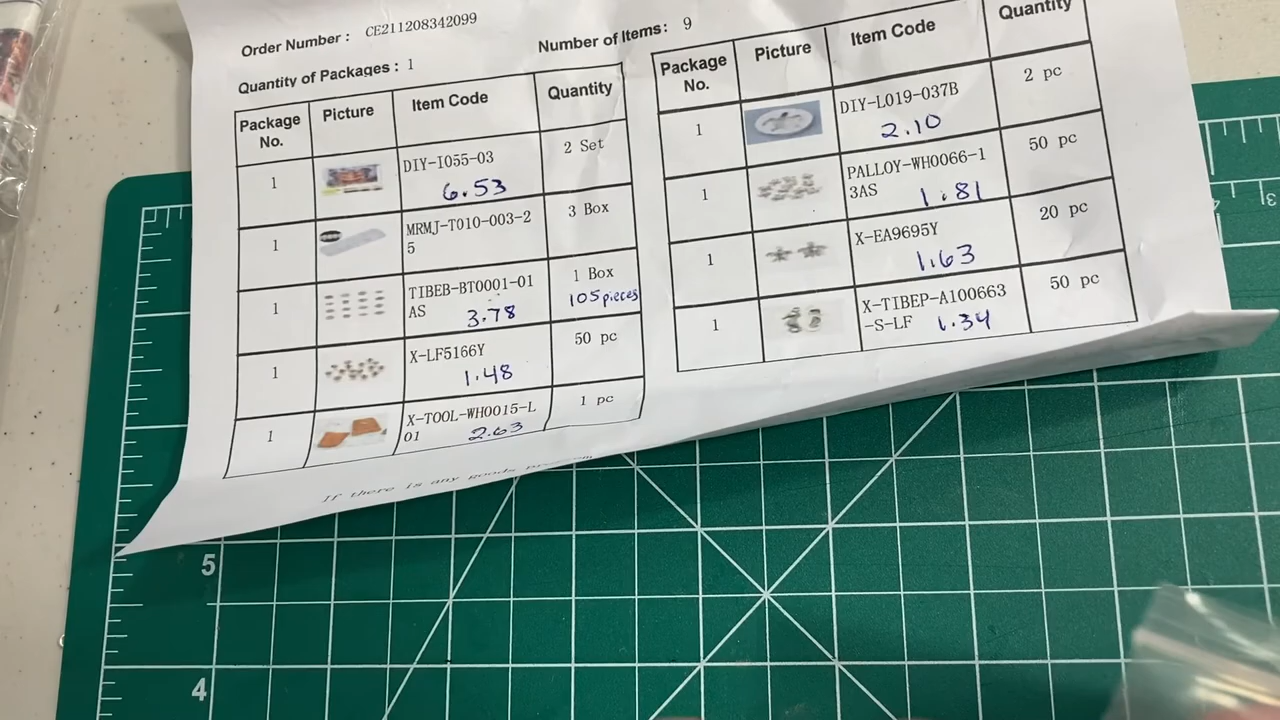 Order Number : CE211208342099
Number of Items: 9
Quantity of Packages : 1
Package No. Picture Item Code Quantity
1 DIY-I055-03 2 Set
6.53
1 MRMJ-T010-003-2 3 Box
5
1 TIBEB-BT0001-01 1 Box
AS 3.78 105 pieces
1 X-LF5166Y 50 pc
1.48
1 X-TOOL-WH0015-L 1 pc
01 2.63
If there is any goods problem
Package No. Picture Item Code Quantity
1 DIY-L019-037B 2 pc
2.10
1 PALLOY-WH0066-1 50 pc
3AS 1.81
1 X-EA9695Y 20 pc
1.63
1 X-TIBEP-A100663 50 pc
-S-LF 1.34
5
4
3